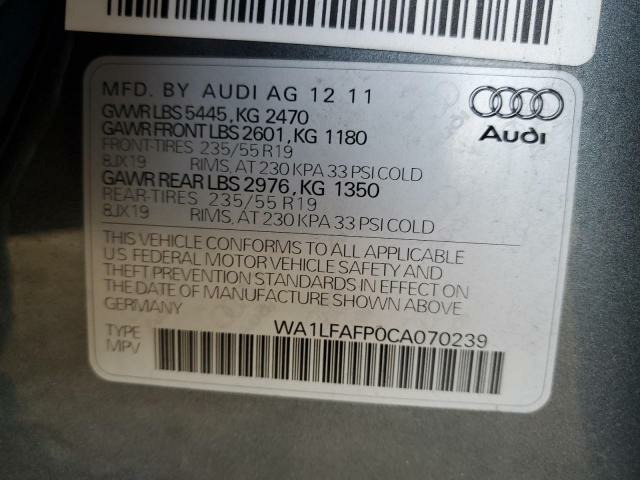 MFD. BY AUDI AG 12 11
GVWR LBS 5445, KG 2470
GAWR FRONT LBS 2601, KG 1180
FRONT-TIRES 235/55 R19
8JX19 RIMS, AT 230 KPA 33 PSI COLD
GAWR REAR LBS 2976, KG 1350
REAR-TIRES 235/55 R19
8JX19 RIMS, AT 230 KPA 33 PSI COLD
Audi
THIS VEHICLE CONFORMS TO ALL APPLICABLE
U.S FEDERAL MOTOR VEHICLE SAFETY AND
THEFT PREVENTION STANDARDS IN EFFECT ON
THE DATE OF MANUFACTURE SHOWN ABOVE
GERMANY
WA1LFAFP0CA070239
TYPE
MPV